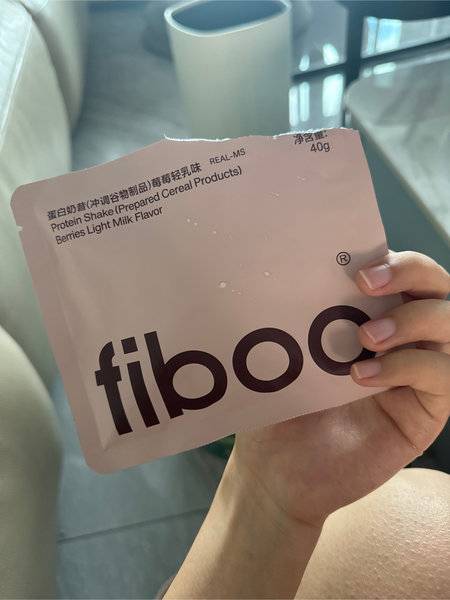 蛋白奶昔(冲调谷物制品)莓莓轻乳味 REAL-MS
Protein Shake(Prepared Cereal Products)
Berries Light Milk Flavor
净含量:
40g
®
fiboo